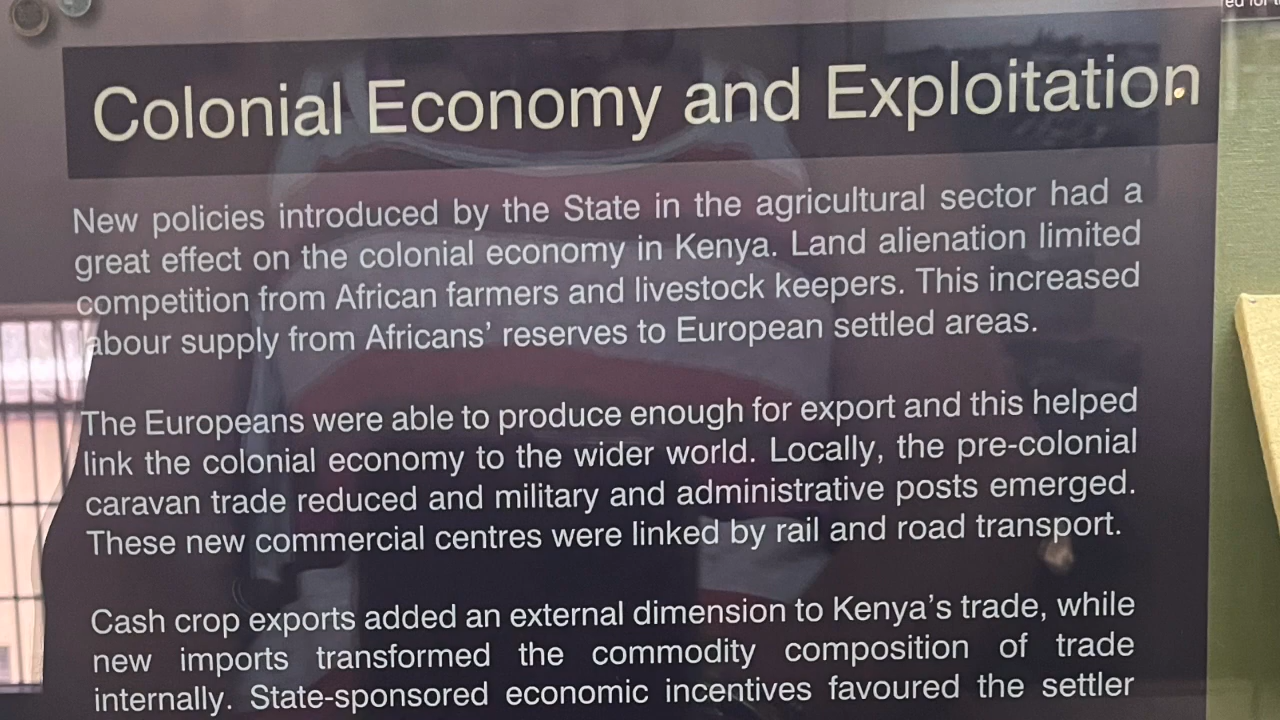 Colonial Economy and Exploitation
New policies introduced by the State in the agricultural sector had a
great effect on the colonial economy in Kenya. Land alienation limited
competition from African farmers and livestock keepers. This increased
labour supply from Africans’ reserves to European settled areas.
The Europeans were able to produce enough for export and this helped
link the colonial economy to the wider world. Locally, the pre-colonial
caravan trade reduced and military and administrative posts emerged.
These new commercial centres were linked by rail and road transport.
Cash crop exports added an external dimension to Kenya’s trade, while
new imports transformed the commodity composition of trade
internally. State-sponsored economic incentives favoured the settler